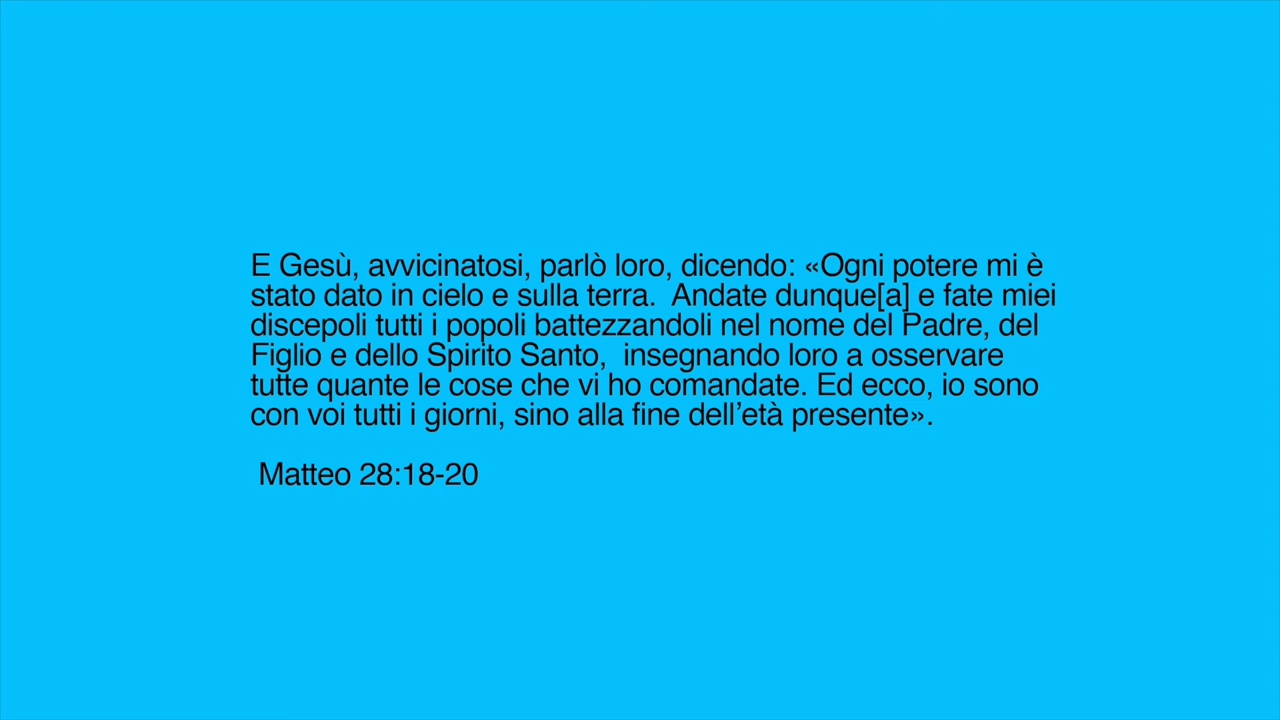 E Gesù, avvicinatosi, parlò loro, dicendo: «Ogni potere mi è
stato dato in cielo e sulla terra.  Andate dunque[a] e fate miei
discepoli tutti i popoli battezzandoli nel nome del Padre, del
Figlio e dello Spirito Santo,  insegnando loro a osservare
tutte quante le cose che vi ho comandate. Ed ecco, io sono
con voi tutti i giorni, sino alla fine dell’età presente».
Matteo 28:18-20